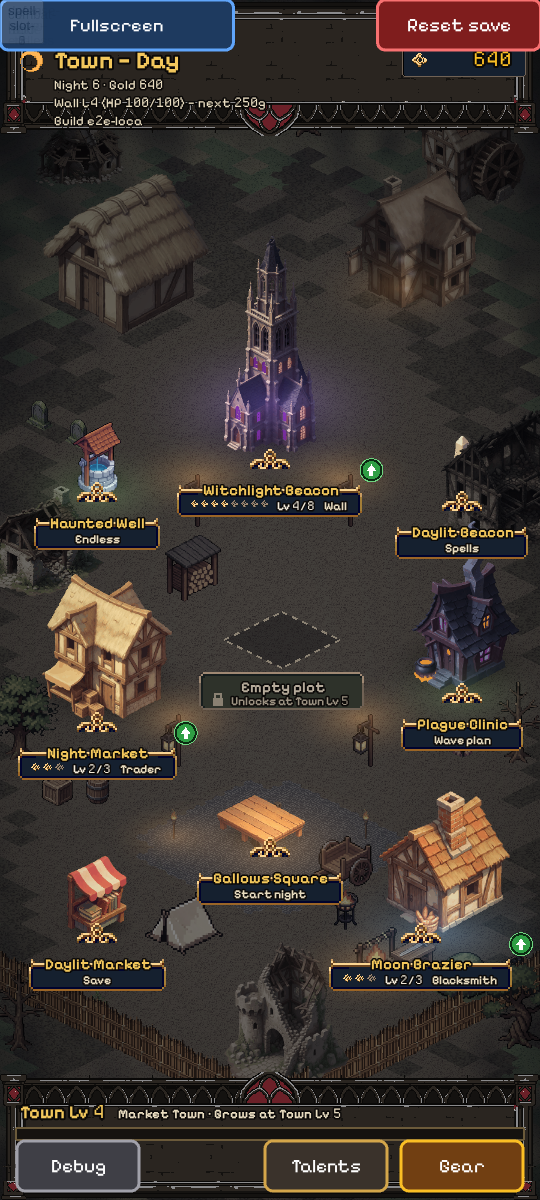 spell-
slot-
Fullscreen
Reset save
Town - Day
640
Night 6 · Gold 640
Wall L4 (HP 100/100) - next 250g
Build e2e-loca
Witchlight Beacon
Lv 4/8 Wall
Haunted Well
Endless
Daylit Beacon
Spells
Empty plot
Unlocks at Town Lv 5
Plague Clinic
Wave plan
Night Market
Lv 2/3 Trader
Gallows Square
Start night
Daylit Market
Save
Moon Brazier
Lv 2/3 Blacksmith
Town Lv 4 Market Town · Grows at Town Lv 5
Debug
Talents
Gear